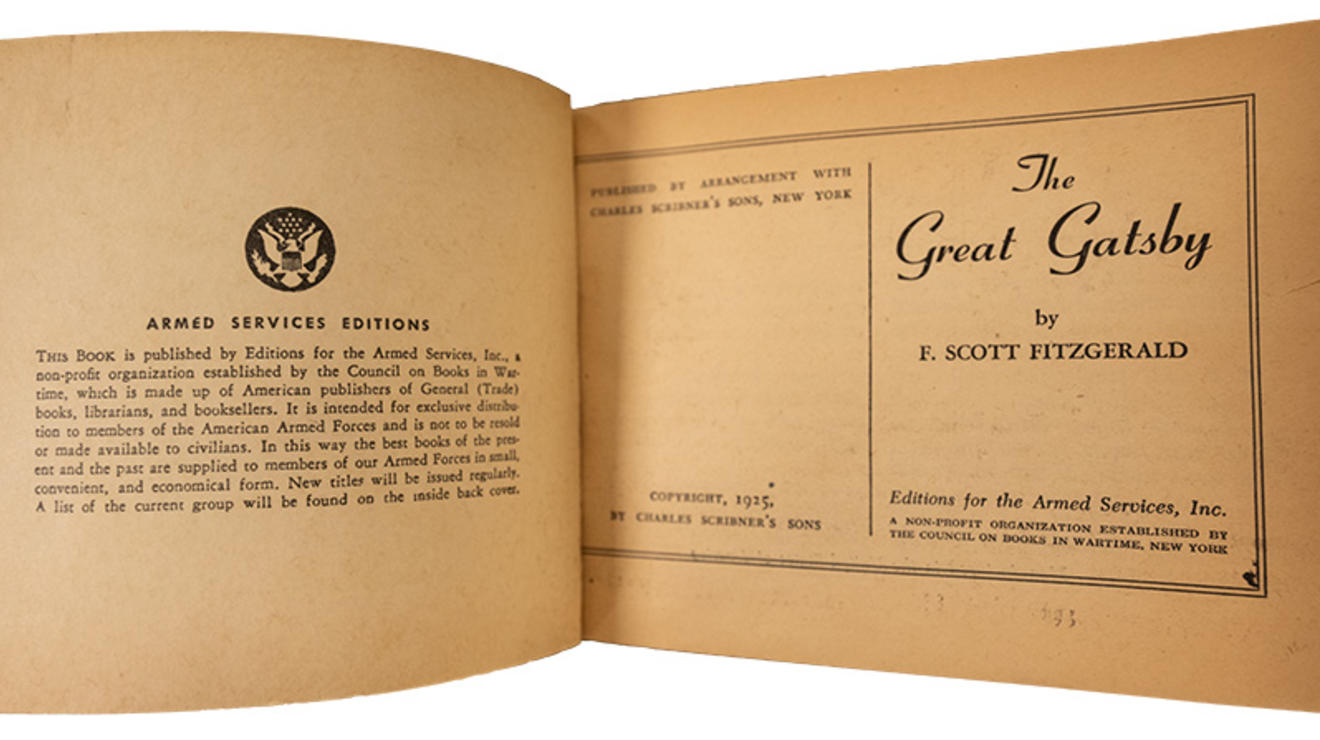 ARMED SERVICES EDITIONS
THIS BOOK is published by Editions for the Armed Services, Inc., a
non-profit organization established by the Council on Books in War-
time, which is made up of American publishers of General (Trade)
books, librarians, and booksellers. It is intended for exclusive distribu-
tion to members of the American Armed Forces and is not to be resold
or made available to civilians. In this way the best books of the pres-
ent and the past are supplied to members of our Armed Forces in small,
convenient, and economical form. New titles will be issued regularly.
A list of the current group will be found on the inside back cover.
PUBLISHED BY ARRANGEMENT WITH
CHARLES SCRIBNER'S SONS, NEW YORK
COPYRIGHT, 1925,
BY CHARLES SCRIBNER'S SONS
The
Great Gatsby
by
F. SCOTT FITZGERALD
Editions for the Armed Services, Inc.
A NON-PROFIT ORGANIZATION ESTABLISHED BY
THE COUNCIL ON BOOKS IN WARTIME, NEW YORK